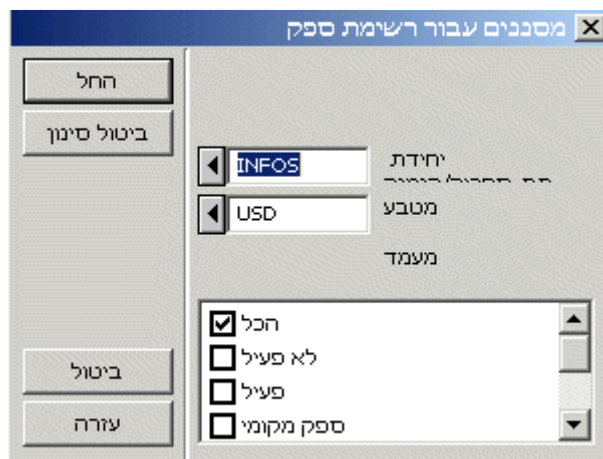 מסננים עבור רשימת ספק
החל
ביטול סינון
יחידת
INFOS
מטבע
USD
מעמד
הכל
לא פעיל
פעיל
ספק מקומי
ביטול
עזרה